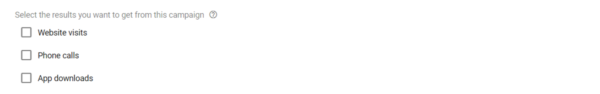 Select the results you want to get from this campaign
Website visits
Phone calls
App downloads